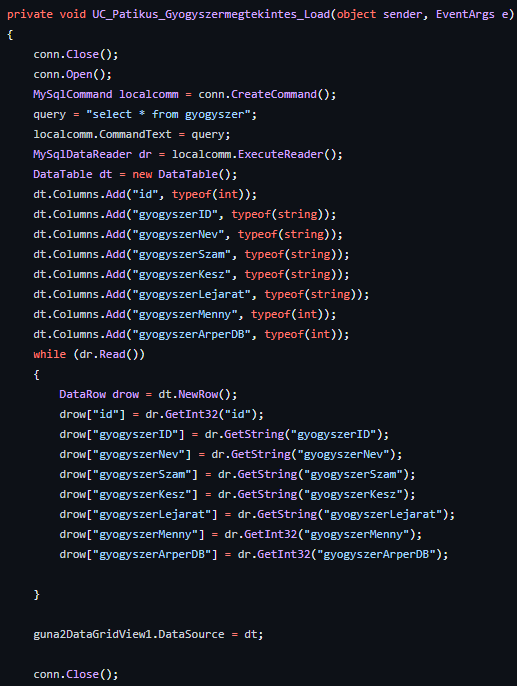 private void UC_Patikus_Gyogyszermegtekintes_Load(object sender, EventArgs e)
{
conn.Close();
conn.Open();
MySqlCommand localcomm = conn.CreateCommand();
query = "select * from gyogyszer";
localcomm.CommandText = query;
MySqlDataReader dr = localcomm.ExecuteReader();
DataTable dt = new DataTable();
dt.Columns.Add("id", typeof(int));
dt.Columns.Add("gyogyszerID", typeof(string));
dt.Columns.Add("gyogyszerNev", typeof(string));
dt.Columns.Add("gyogyszerSzam", typeof(string));
dt.Columns.Add("gyogyszerKesz", typeof(string));
dt.Columns.Add("gyogyszerLejarat", typeof(string));
dt.Columns.Add("gyogyszerMenny", typeof(int));
dt.Columns.Add("gyogyszerArperDB", typeof(int));
while (dr.Read())
{
DataRow drow = dt.NewRow();
drow["id"] = dr.GetInt32("id");
drow["gyogyszerID"] = dr.GetString("gyogyszerID");
drow["gyogyszerNev"] = dr.GetString("gyogyszerNev");
drow["gyogyszerSzam"] = dr.GetString("gyogyszerSzam");
drow["gyogyszerKesz"] = dr.GetString("gyogyszerKesz");
drow["gyogyszerLejarat"] = dr.GetString("gyogyszerLejarat");
drow["gyogyszerMenny"] = dr.GetInt32("gyogyszerMenny");
drow["gyogyszerArperDB"] = dr.GetInt32("gyogyszerArperDB");
}
guna2DataGridView1.DataSource = dt;
conn.Close();